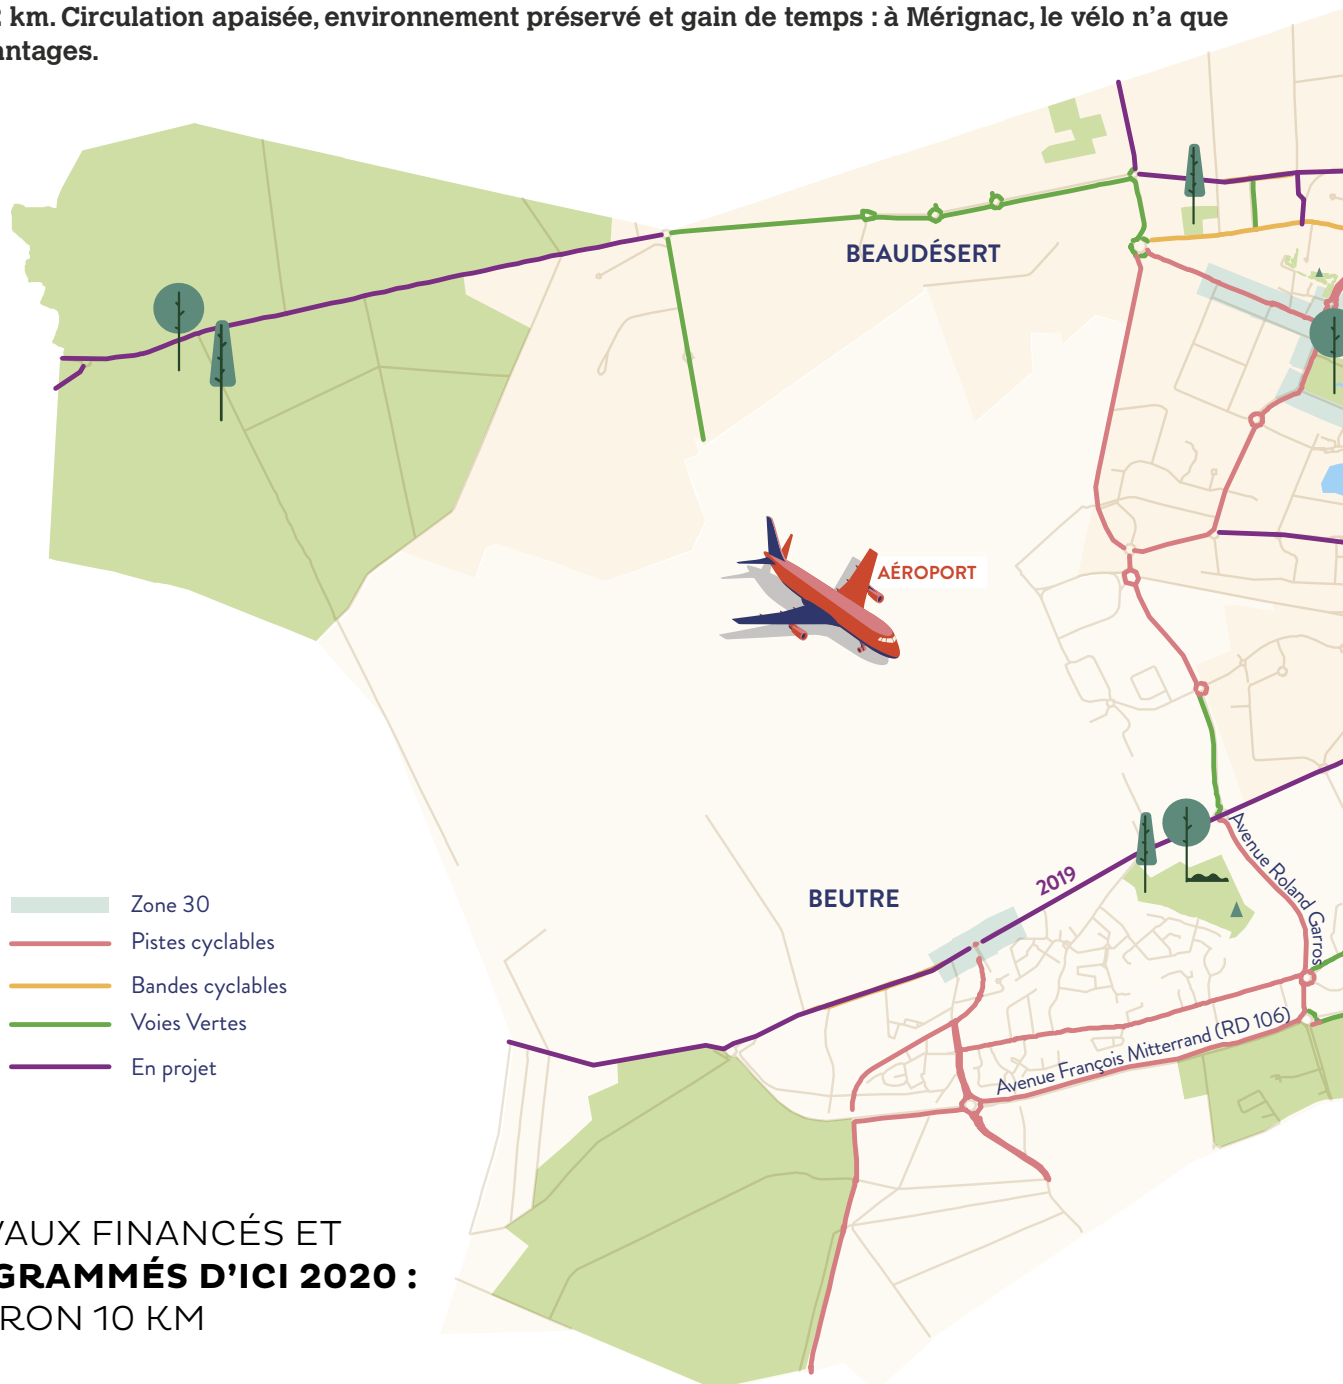 km. Circulation apaisée, environnement préservé et gain de temps : à Mérignac, le vélo n’a que
antages.
BEAUDÉSERT
AÉROPORT
BEUTRE
2019
Avenue Roland Garros
Avenue François Mitterrand (RD 106)
Zone 30
Pistes cyclables
Bandes cyclables
Voies Vertes
En projet
VAUX FINANCÉS ET
GRAMMÉS D’ICI 2020 :
RON 10 KM